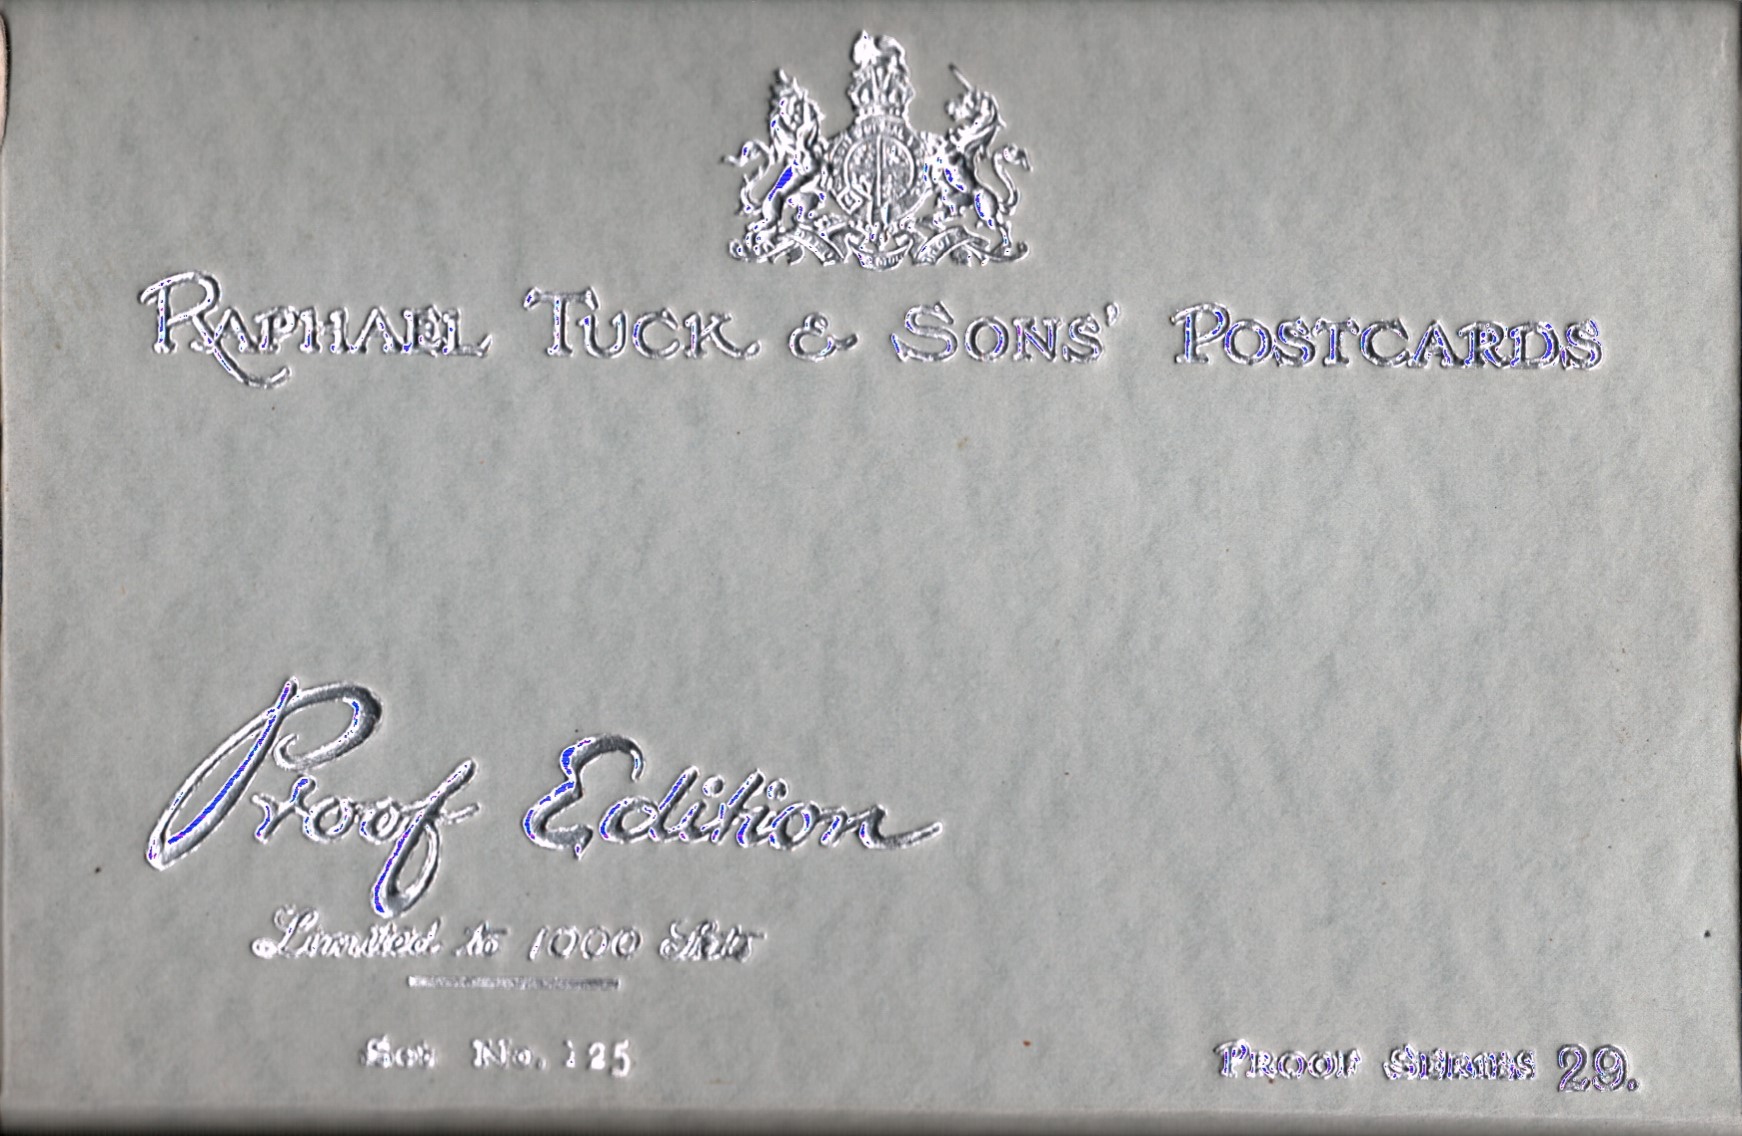 RAPHAEL TUCK & SONS' POSTCARDS
Proof Edition
Limited to 1000 Sets
Set No. 125
PROOF SERIES 29.